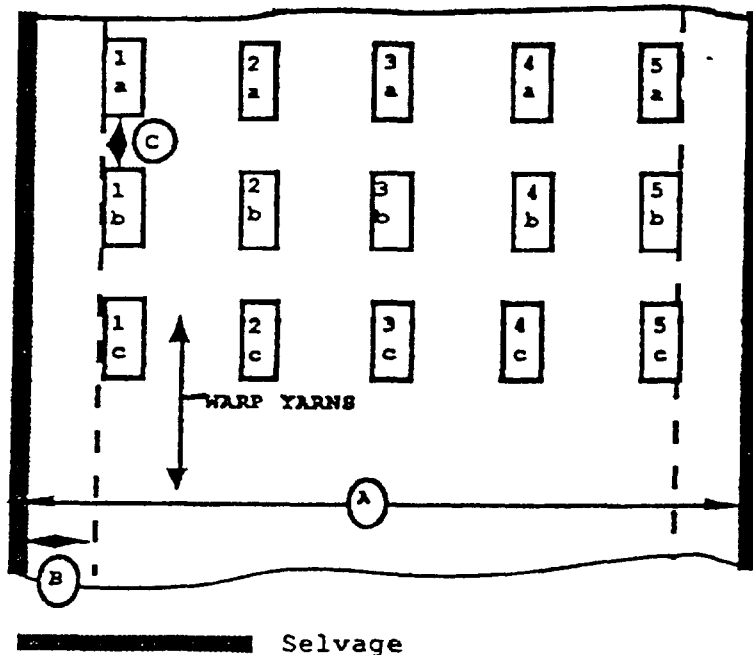 1 2 3 4 5
a a a a a
C
1 2 3 4 5
b b b b b
1 2 3 4 5
c c c c c
WARP YARNS
A
B
Selvage